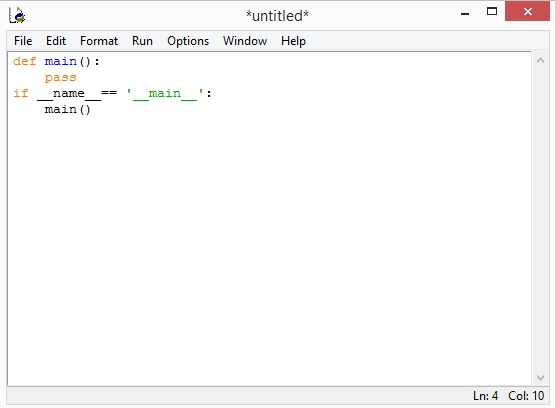 *untitled*
File Edit Format Run Options Window Help
def main():
    pass
if __name__== '__main__':
    main()
Ln: 4 Col: 10